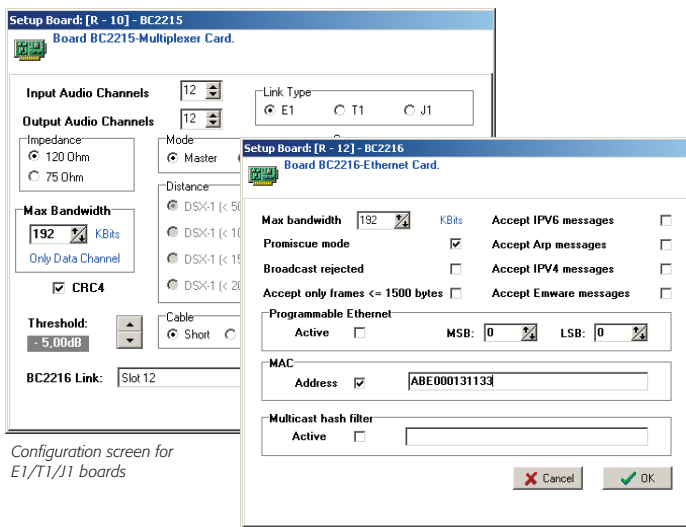 Setup Board: [R - 10] - BC2215
Board BC2215-Multiplexer Card.
Input Audio Channels 12
Output Audio Channels 12
Link Type
E1 T1 J1
Impedance
120 Ohm
75 Ohm
Mode
Master
Distance
DSX-1 (< 50
DSX-1 (< 10
DSX-1 (< 15
DSX-1 (< 20
Max Bandwidth
192 KBits
Only Data Channel
CRC4
Threshold:
- 5,00dB
Cable
Short
BC2216 Link: Slot 12
Configuration screen for
E1/T1/J1 boards
Setup Board: [R - 12] - BC2216
Board BC2216-Ethernet Card.
Max bandwidth 192 KBits Accept IPV6 messages
Promiscue mode Accept Arp messages
Broadcast rejected Accept IPV4 messages
Accept only frames <= 1500 bytes Accept Emware messages
Programmable Ethernet
Active MSB: 0 LSB: 0
MAC
Address ABE000131133
Multicast hash filter
Active
Cancel OK